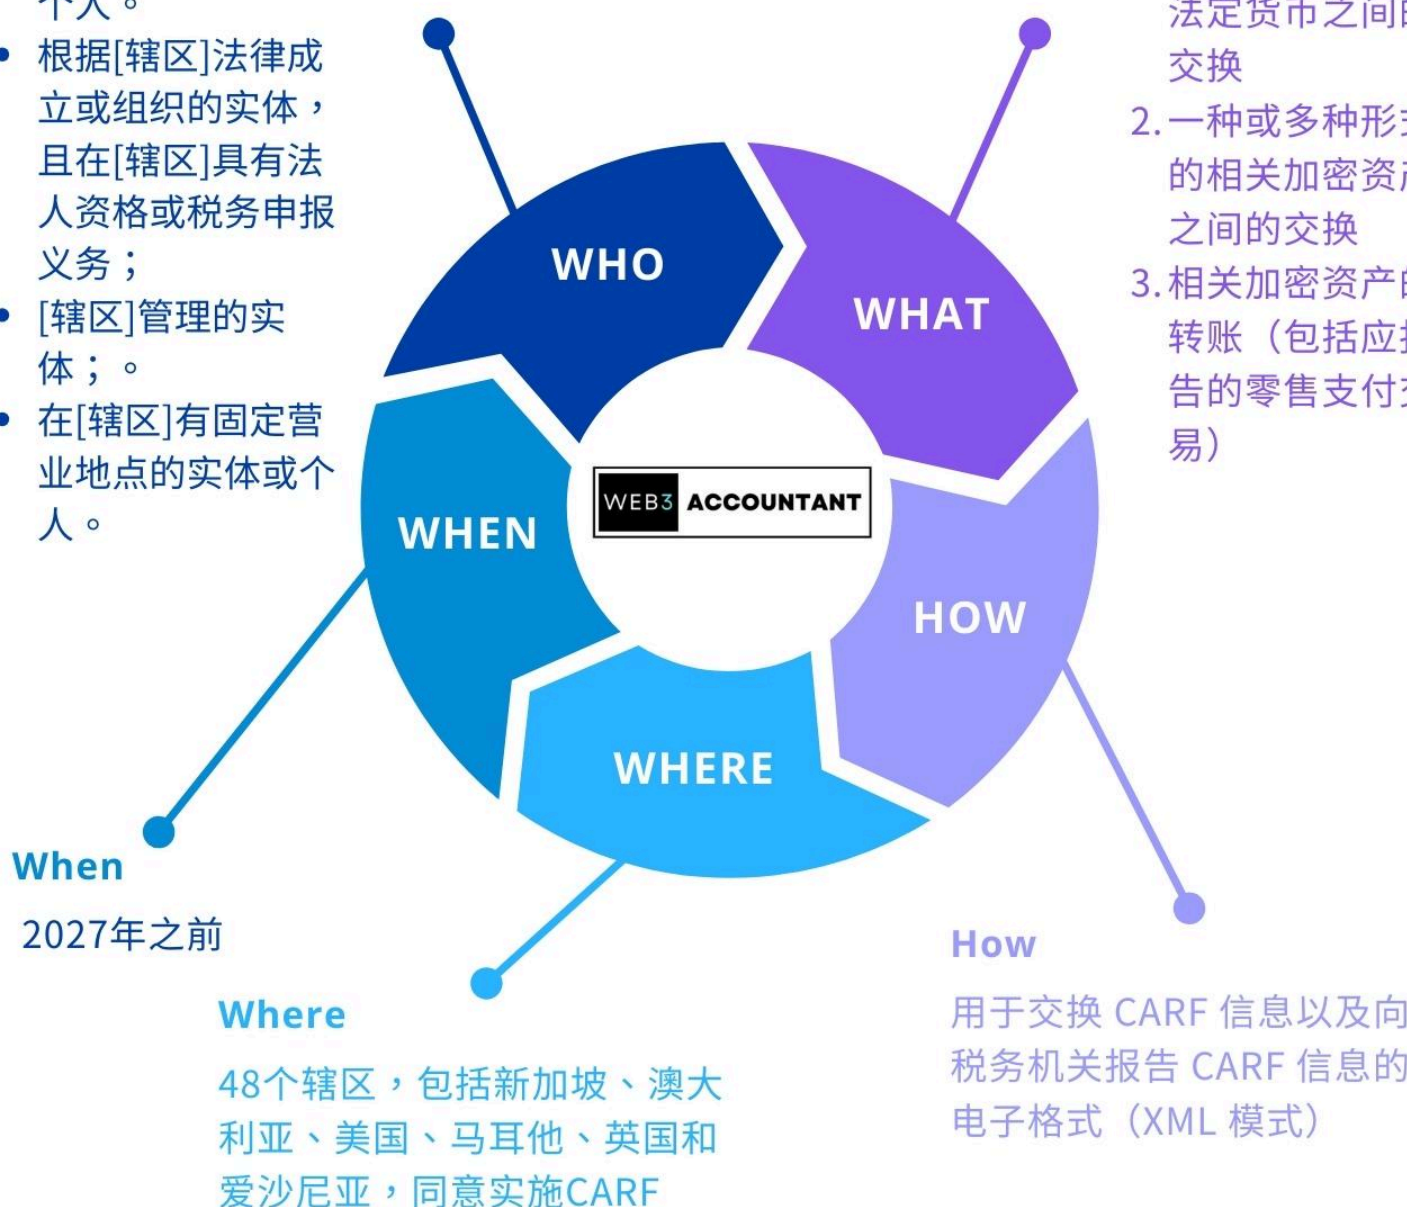 个人。
根据[辖区]法律成
立或组织的实体，
且在[辖区]具有法
人资格或税务申报
义务；
[辖区]管理的实
体；。
在[辖区]有固定营
业地点的实体或个
人。
法定货币之间
交换
2. 一种或多种形
的相关加密资
之间的交换
3. 相关加密资产
转账（包括应
告的零售支付
易）
WHO
WHAT
WHEN
WEB3 ACCOUNTANT
HOW
WHERE
When
2027年之前
Where
48个辖区，包括新加坡、澳大
利亚、美国、马耳他、英国和
爱沙尼亚，同意实施CARF
How
用于交换 CARF 信息以及向
税务机关报告 CARF 信息的
电子格式（XML 模式）